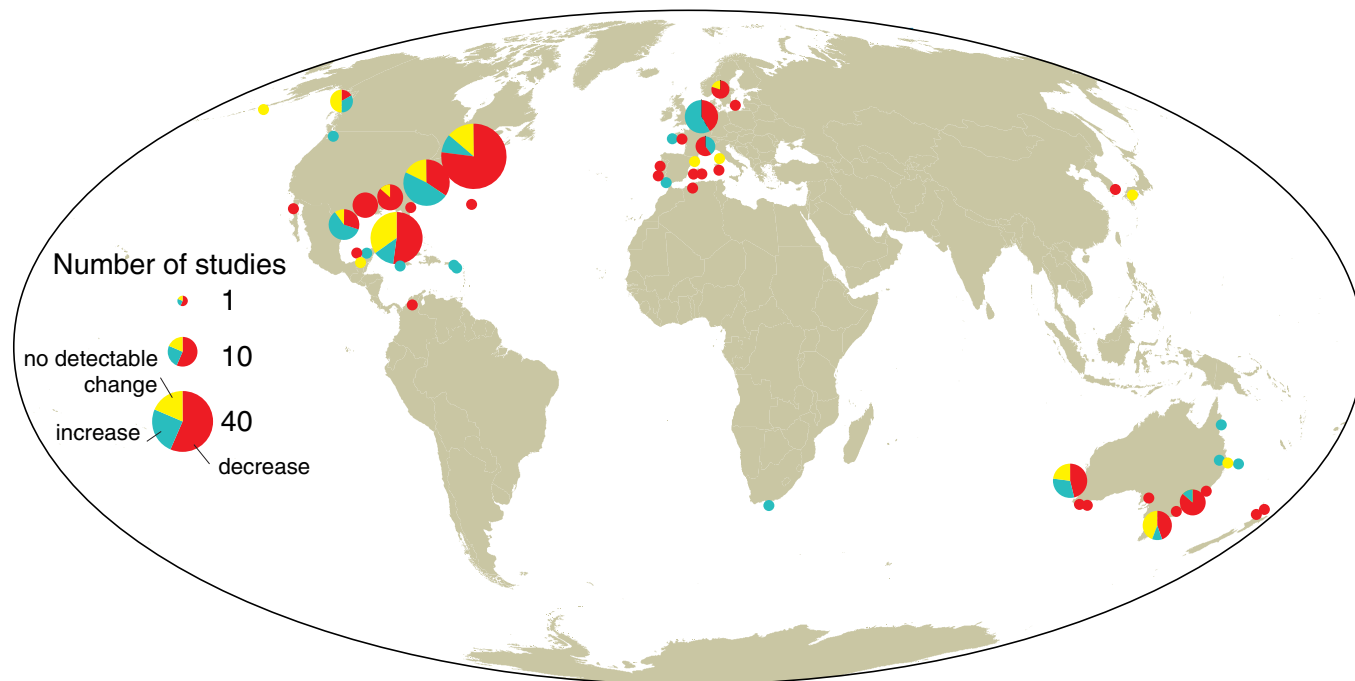 Number of studies
1
no detectable
change
10
increase
40
decrease